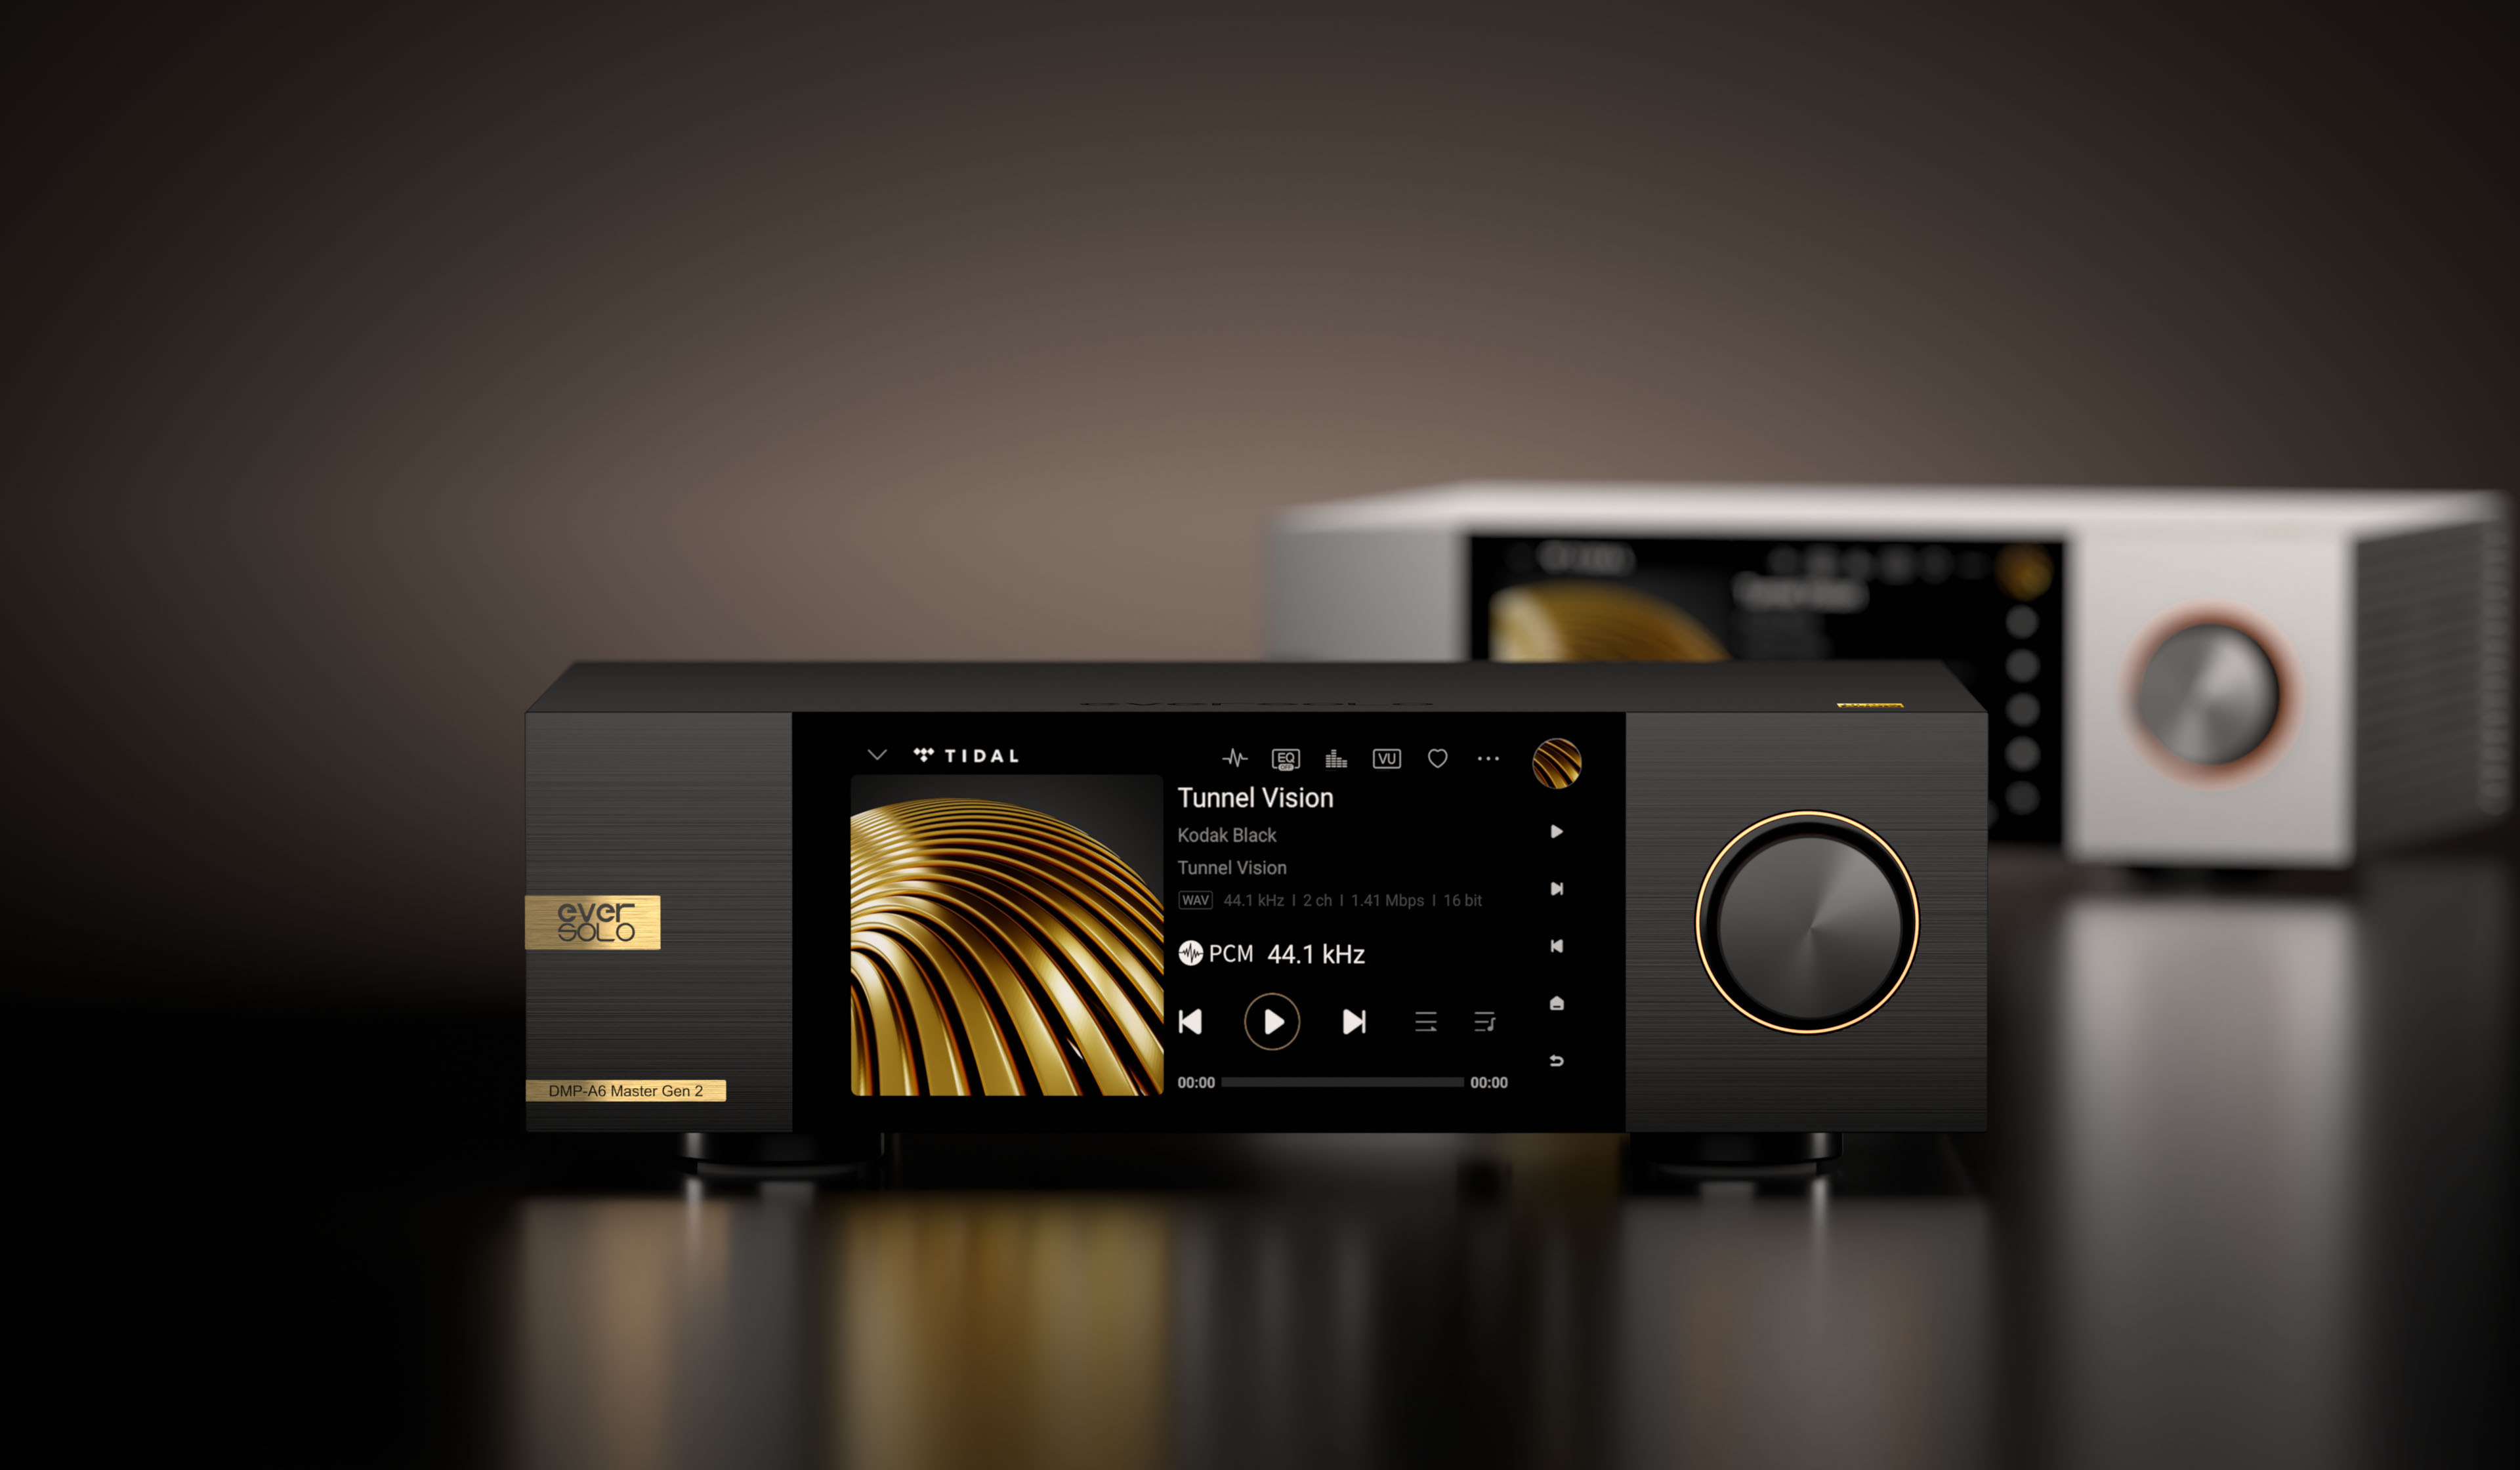 ever
SOLO
DMP-A6 Master Gen 2
TIDAL
EQ
OFF
VU
Tunnel Vision
Kodak Black
Tunnel Vision
WAV 44.1 kHz I 2 ch I 1.41 Mbps I 16 bit
PCM 44.1 kHz
00:00 00:00